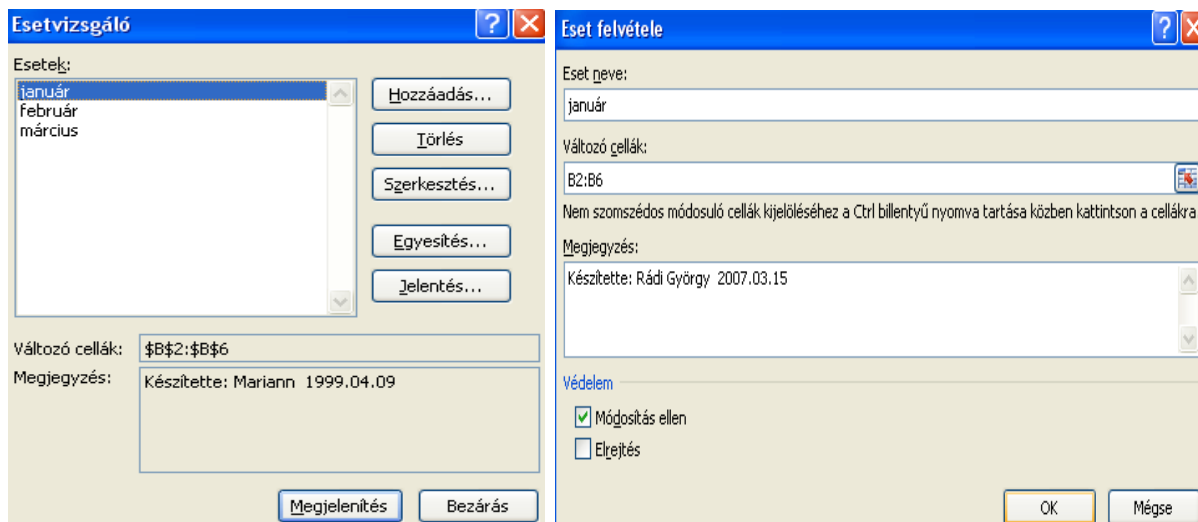 Esetvizsgáló
Esetek:
január
február
március
Hozzáadás...
Törlés
Szerkesztés...
Egyesítés...
Jelentés...
Változó cellák: $B$2:$B$6
Megjegyzés: Készítette: Mariann 1999.04.09
Megjelenítés Bezárás
Eset felvétele
Eset neve:
január
Változó cellák:
B2:B6
Nem szomszédos módosuló cellák kijelöléséhez a Ctrl billentyű nyomva tartása közben kattintson a cellákra
Megjegyzés:
Készítette: Rádi György 2007.03.15
Védelem
Módosítás ellen
Elrejtés
OK Mégse